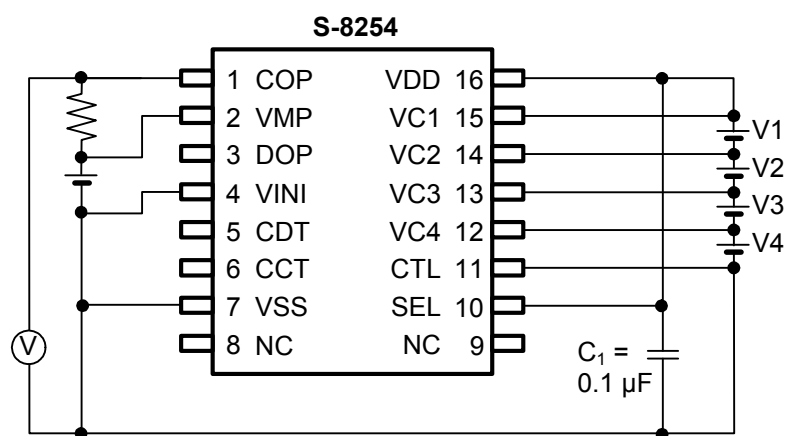 S-8254
1 COP VDD 16
2 VMP VC1 15
3 DOP VC2 14
4 VINI VC3 13
5 CDT VC4 12
6 CCT CTL 11
7 VSS SEL 10
8 NC NC 9
V1
V2
V3
V4
V
C₁ =
0.1 μF